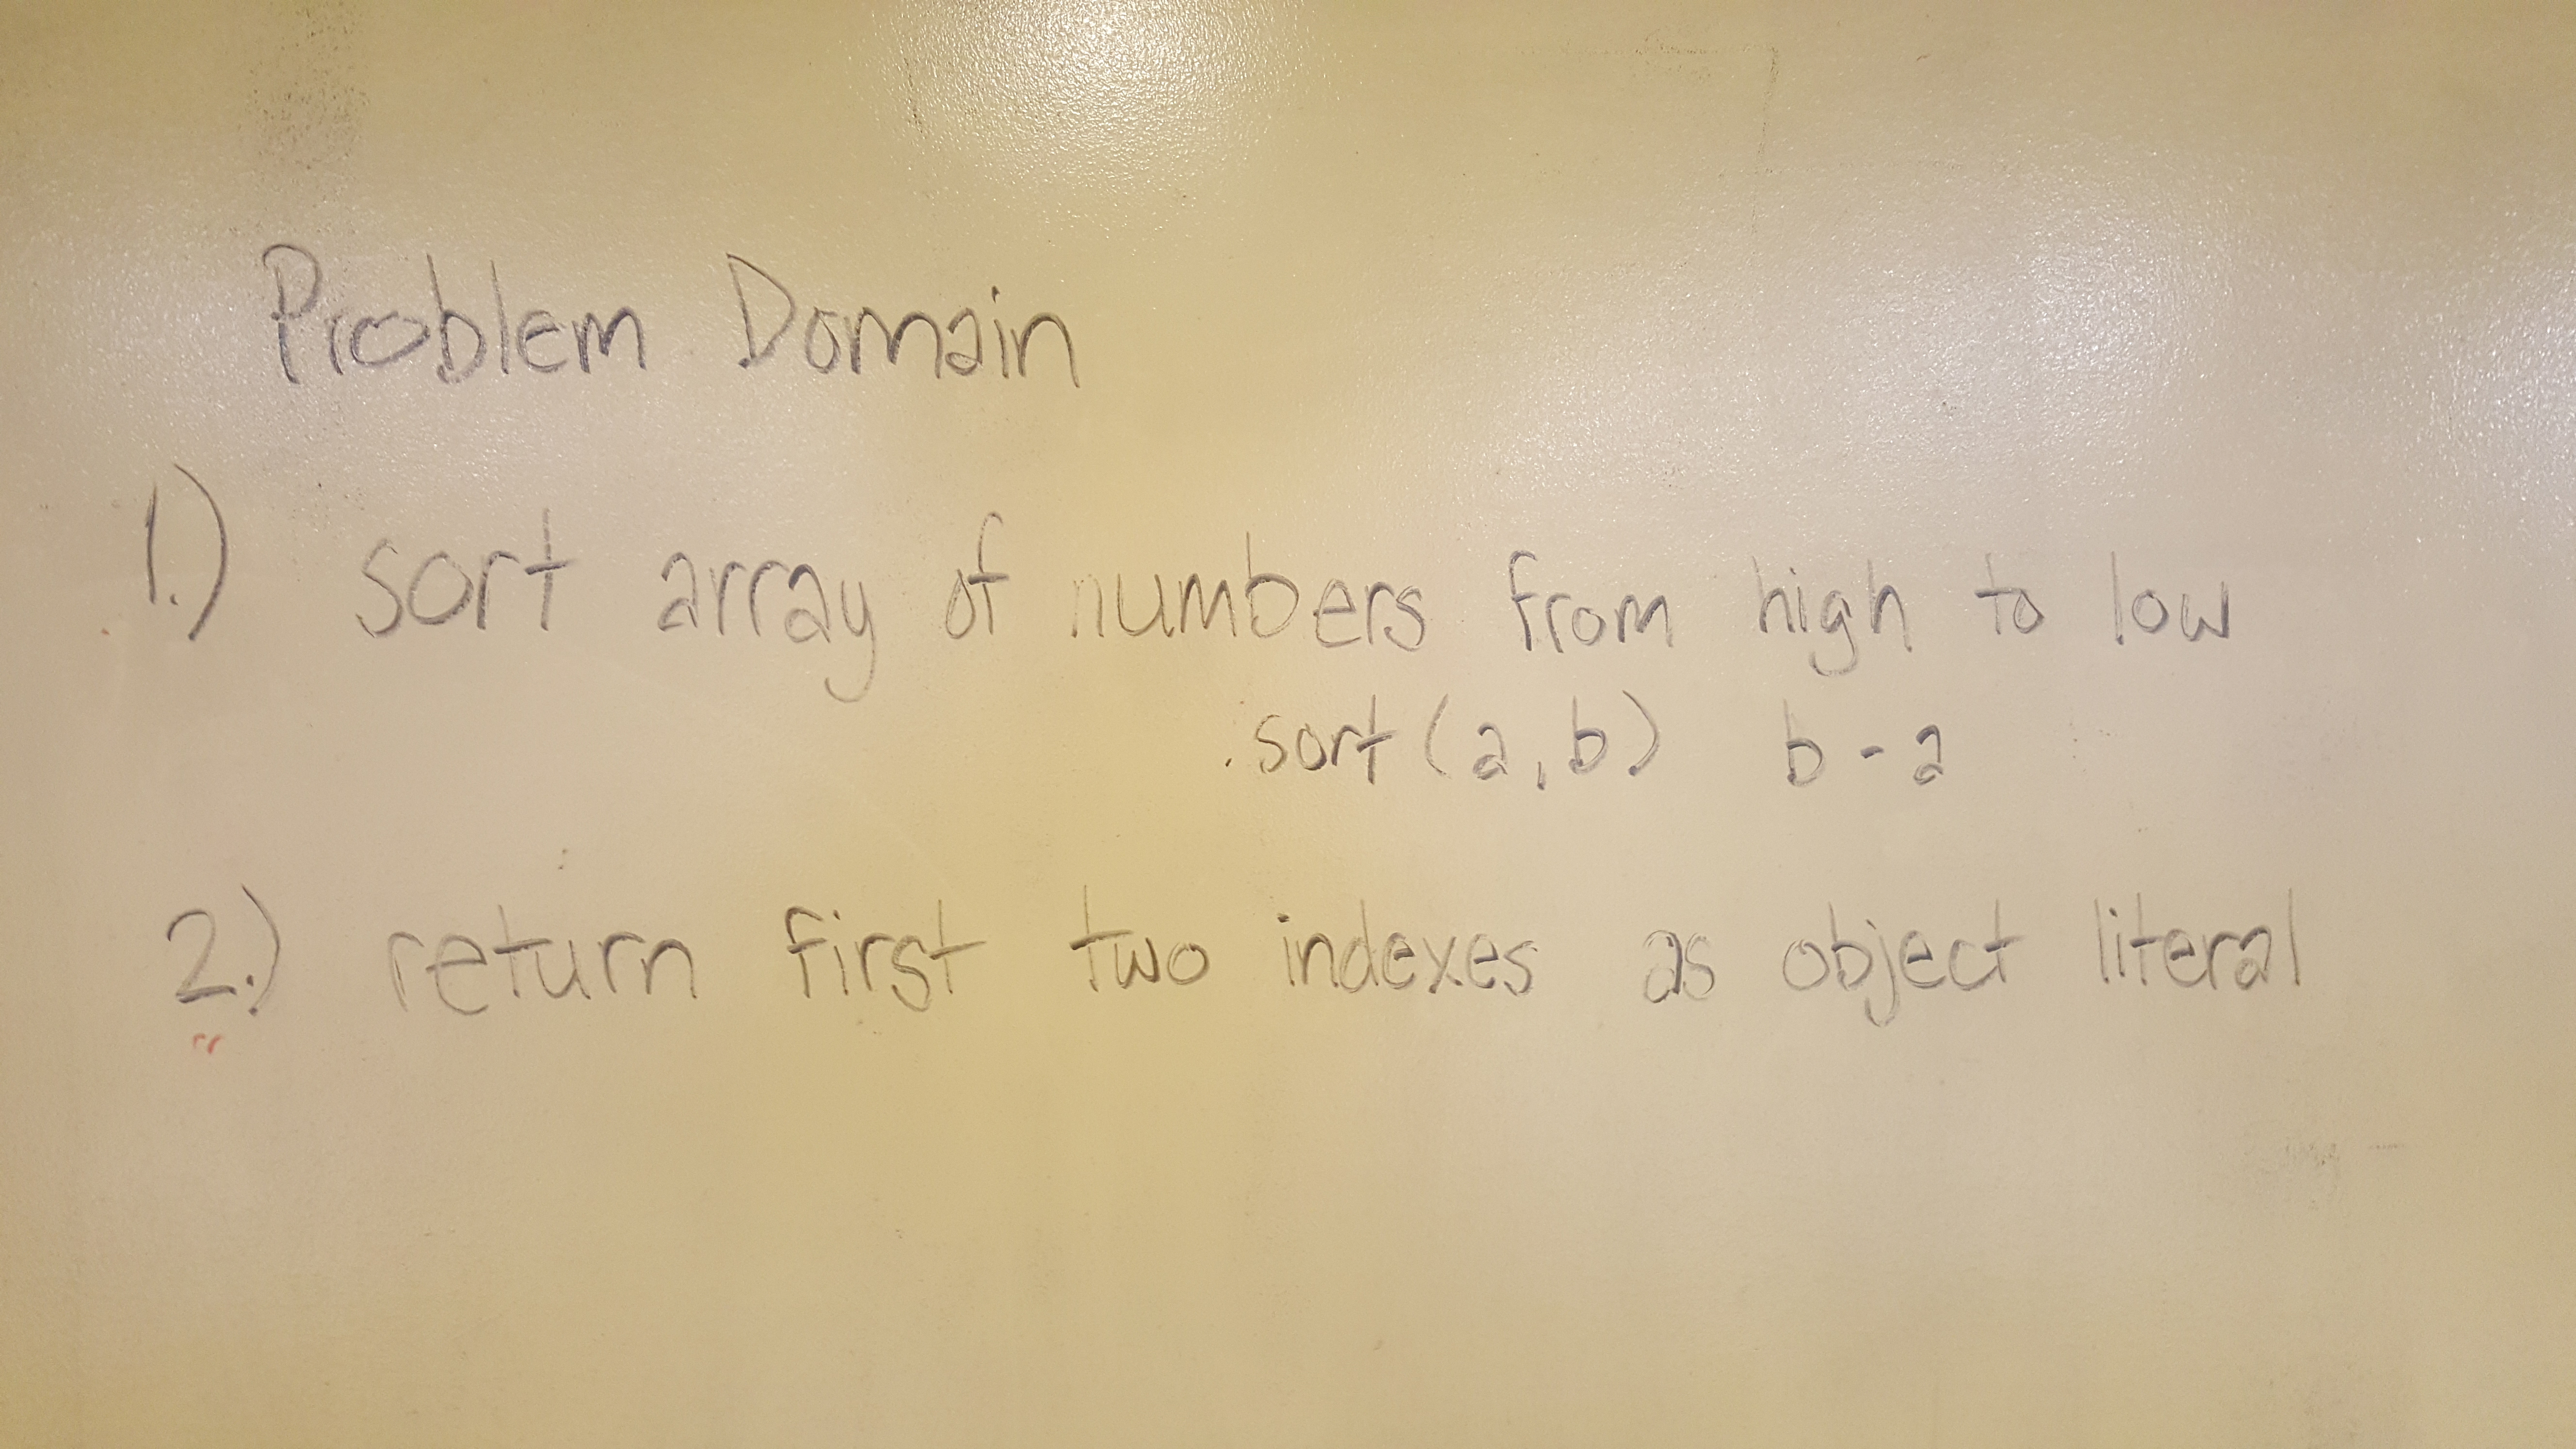 Problem Domain
1.) sort array of numbers from high to low
.sort(a,b) b-a
2.) return first two indexes as object literal